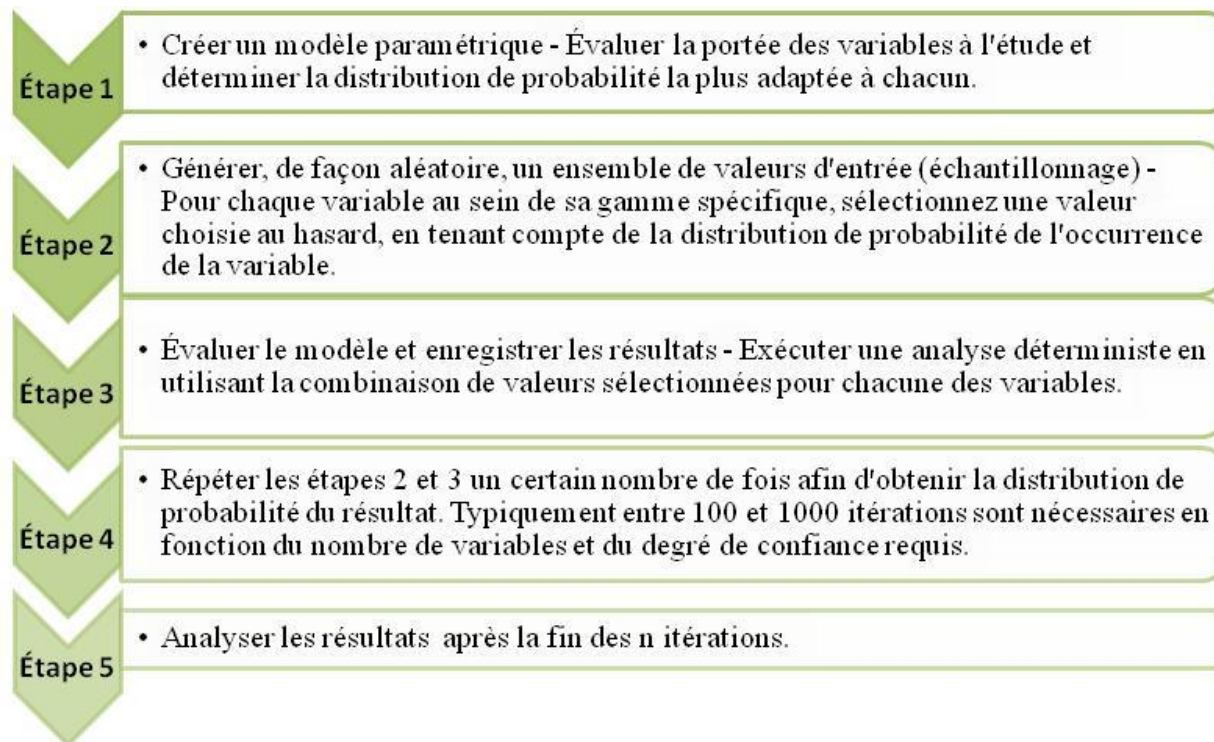 Étape 1
• Créer un modèle paramétrique - Évaluer la portée des variables à l'étude et
déterminer la distribution de probabilité la plus adaptée à chacun.
Étape 2
• Générer, de façon aléatoire, un ensemble de valeurs d'entrée (échantillonnage) -
Pour chaque variable au sein de sa gamme spécifique, sélectionnez une valeur
choisie au hasard, en tenant compte de la distribution de probabilité de l'occurrence
de la variable.
Étape 3
• Évaluer le modèle et enregistrer les résultats - Exécuter une analyse déterministe en
utilisant la combinaison de valeurs sélectionnées pour chacune des variables.
Étape 4
• Répéter les étapes 2 et 3 un certain nombre de fois afin d'obtenir la distribution de
probabilité du résultat. Typiquement entre 100 et 1000 itérations sont nécessaires en
fonction du nombre de variables et du degré de confiance requis.
Étape 5
• Analyser les résultats après la fin des n itérations.